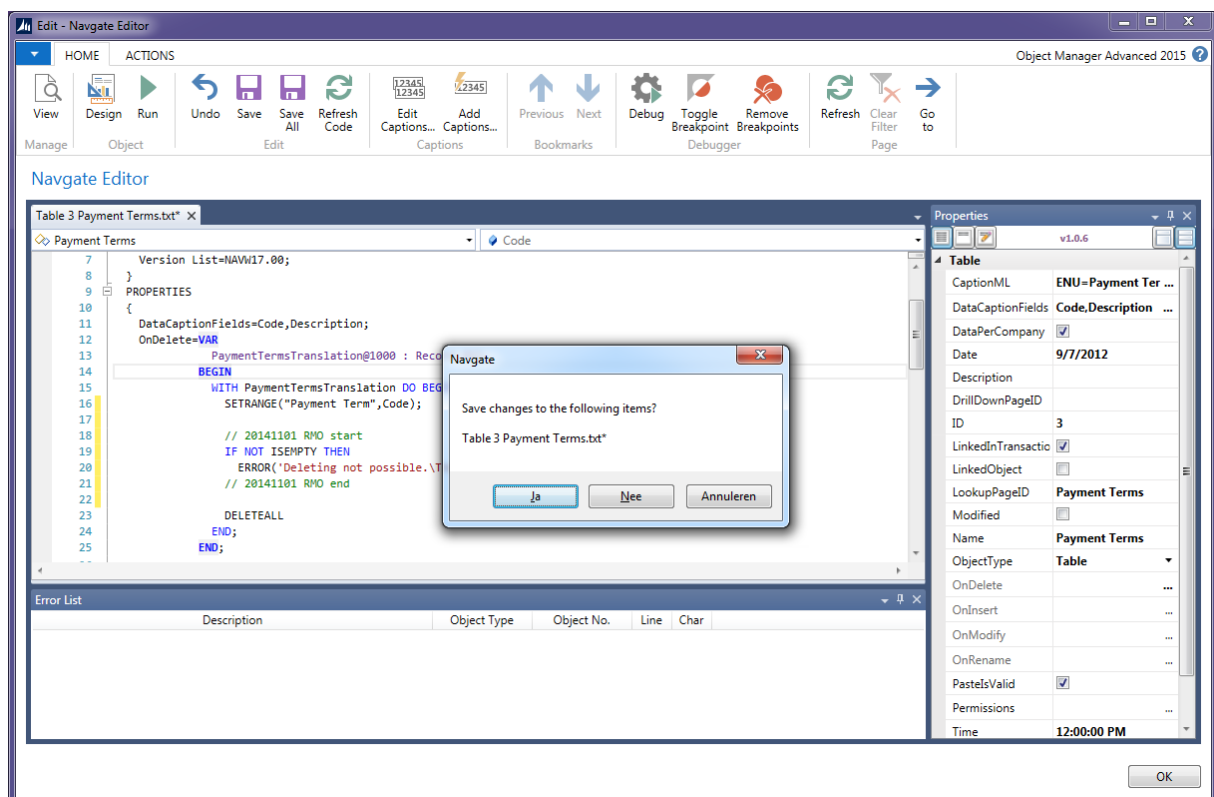 Edit - Navgate Editor
HOME ACTIONS Object Manager Advanced 2015
View Design Run Undo Save Save All Refresh Code Edit Captions... Add Captions... Previous Next Debug Toggle Breakpoint Remove Breakpoints Refresh Clear Filter Go to
Manage Object Edit Captions Bookmarks Debugger Page
Navgate Editor
Table 3 Payment Terms.txt*
Payment Terms Code
7 Version List=NAVW17.00;
8 }
9 PROPERTIES
10 {
11 DataCaptionFields=Code,Description;
12 OnDelete=VAR
13 PaymentTermsTranslation@1000 : Reco
14 BEGIN
15 WITH PaymentTermsTranslation DO BEG
16 SETRANGE("Payment Term",Code);
17
18 // 20141101 RMO start
19 IF NOT ISEMPTY THEN
20 ERROR('Deleting not possible.\T
21 // 20141101 RMO end
22
23 DELETEALL
24 END;
25 END;
Navgate
Save changes to the following items?
Table 3 Payment Terms.txt*
Ja Nee Annuleren
Error List
Description Object Type Object No. Line Char
Properties
v1.0.6
Table
CaptionML ENU=Payment Ter ...
DataCaptionFields Code,Description ...
DataPerCompany
Date 9/7/2012
Description
DrillDownPageID
ID 3
LinkedInTransactio
LinkedObject
LookupPageID Payment Terms
Modified
Name Payment Terms
ObjectType Table
OnDelete ...
OnInsert ...
OnModify ...
OnRename ...
PasteIsValid
Permissions ...
Time 12:00:00 PM
OK